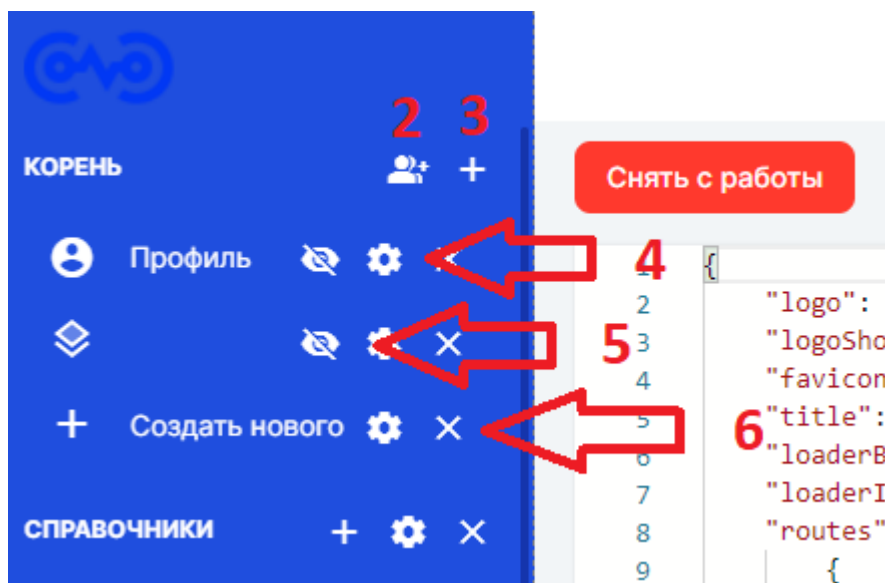 2 3
КОРЕНЬ
Снять с работы
Профиль
4
1 {
2 "logo":
5
3 "logoSho
4 "favicon
Создать нового
5 "title":
6
6 "loaderB
7 "loaderI
СПРАВОЧНИКИ
8 "routes"
9 {